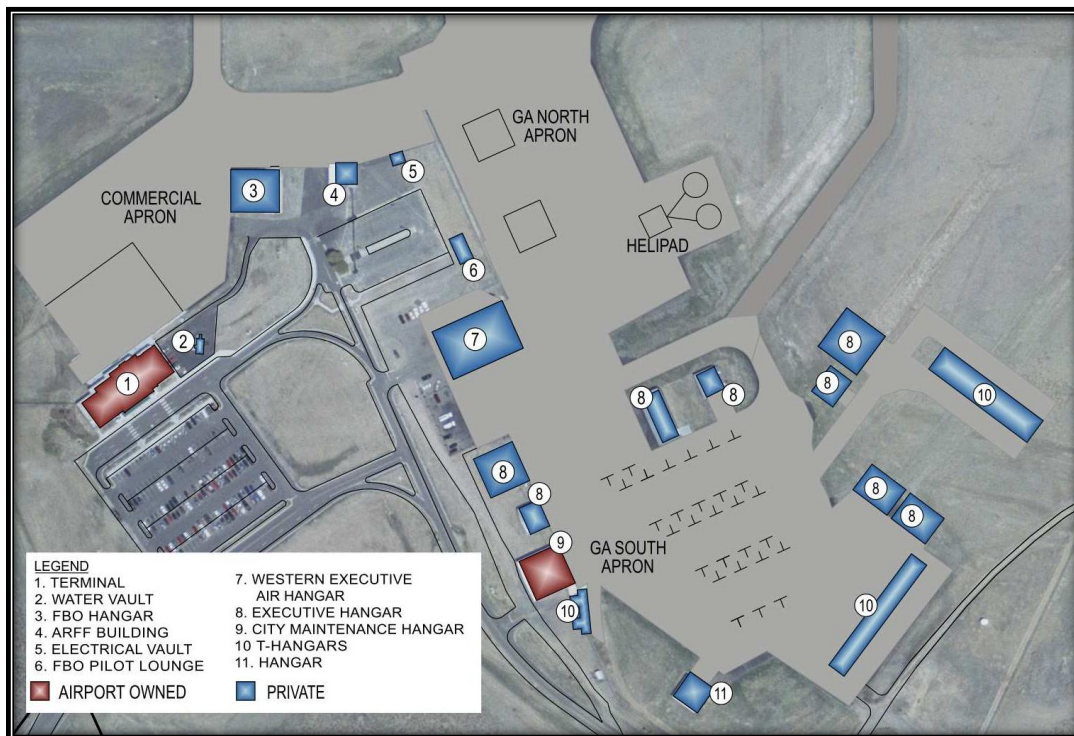 GA NORTH
APRON
COMMERCIAL
APRON
HELIPAD
GA SOUTH
APRON
3
4
5
6
2
1
7
8
8
8
8
10
8
8
8
8
9
10
10
11
LEGEND
1. TERMINAL
2. WATER VAULT
3. FBO HANGAR
4. ARFF BUILDING
5. ELECTRICAL VAULT
6. FBO PILOT LOUNGE
7. WESTERN EXECUTIVE
AIR HANGAR
8. EXECUTIVE HANGAR
9. CITY MAINTENANCE HANGAR
10 T-HANGARS
11. HANGAR
AIRPORT OWNED
PRIVATE